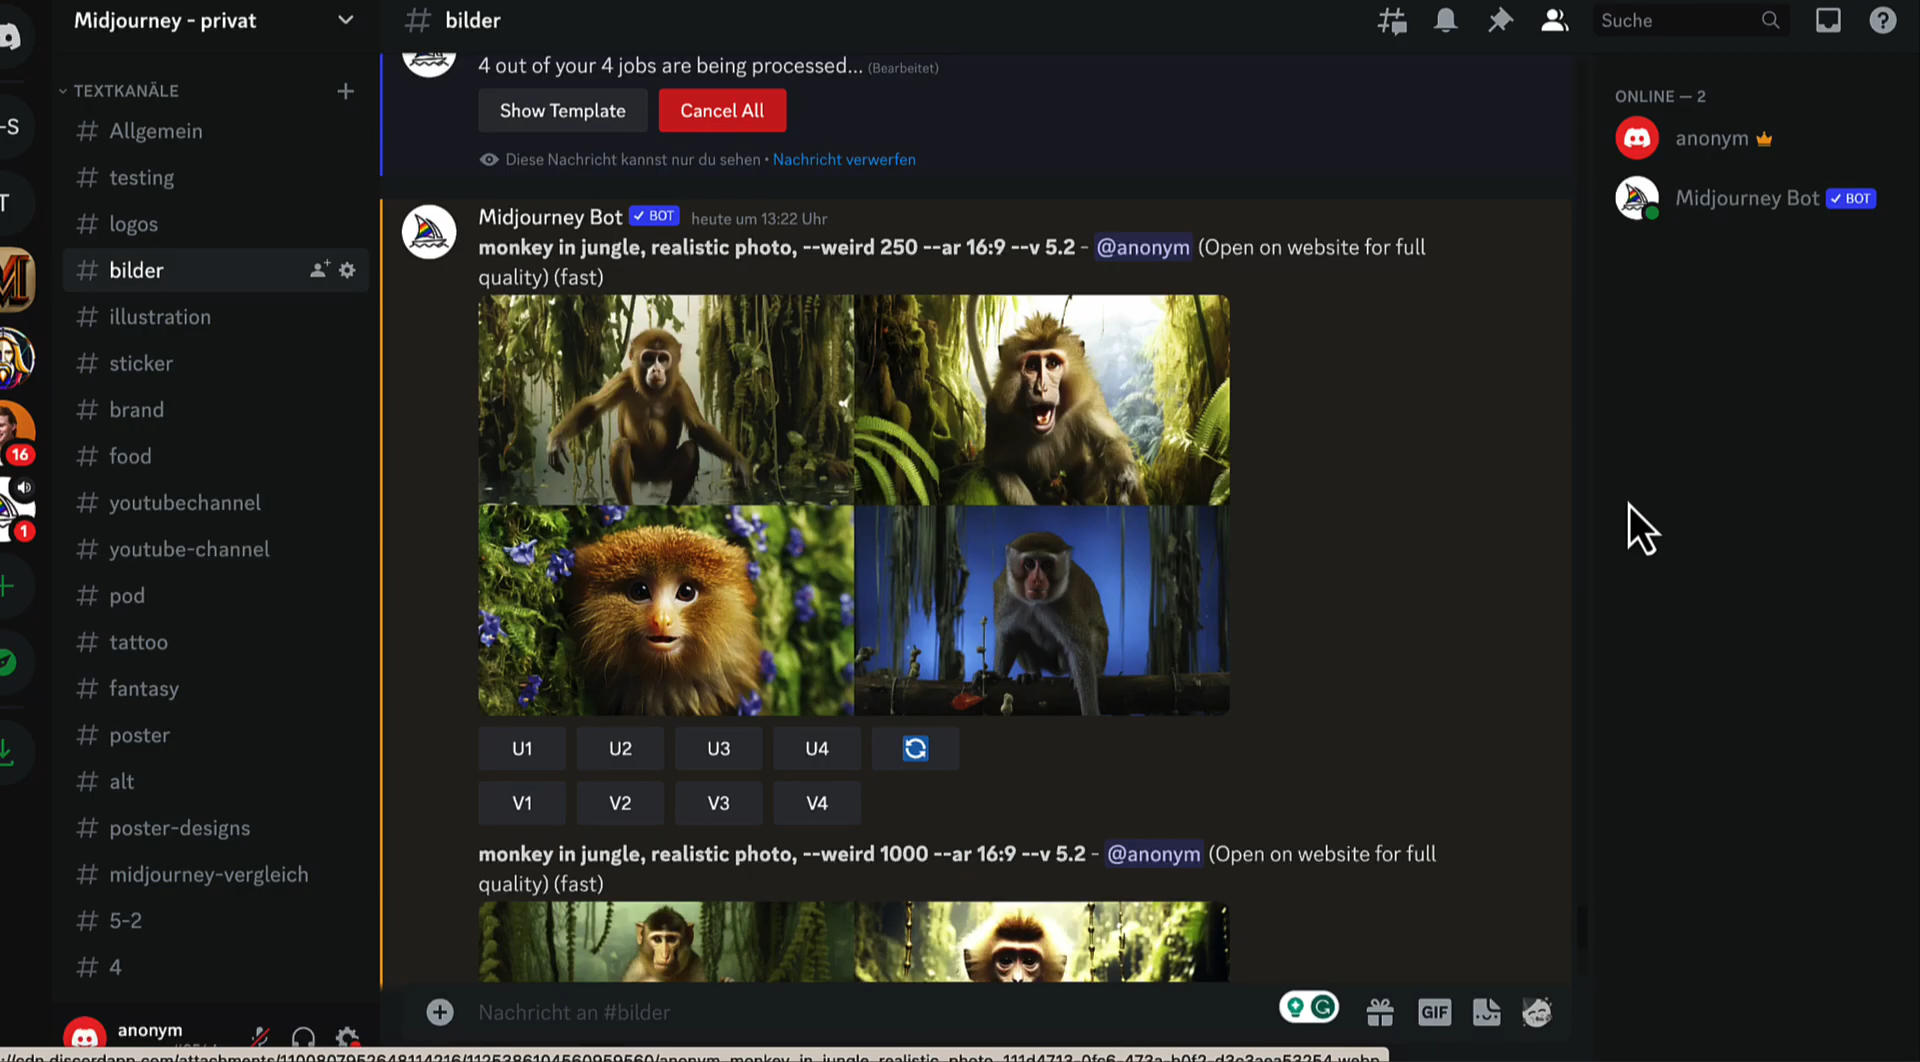 Midjourney - privat
# bilder
Suche
4 out of your 4 jobs are being processed... (Bearbeitet)
Show Template
Cancel All
Diese Nachricht kannst nur du sehen • Nachricht verwerfen
TEXTKANÄLE
# Allgemein
# testing
# logos
# bilder
# illustration
# sticker
# brand
# food
# youtubechannel
# youtube-channel
# pod
# tattoo
# fantasy
# poster
# alt
# poster-designs
# midjourney-vergleich
# 5-2
# 4
-S
T
16
1
Midjourney Bot ✓ BOT heute um 13:22 Uhr
monkey in jungle, realistic photo, --weird 250 --ar 16:9 --v 5.2 - @anonym (Open on website for full
quality) (fast)
U1 U2 U3 U4
V1 V2 V3 V4
monkey in jungle, realistic photo, --weird 1000 --ar 16:9 --v 5.2 - @anonym (Open on website for full
quality) (fast)
Nachricht an #bilder
GIF
ONLINE — 2
anonym
Midjourney Bot ✓ BOT
anonym